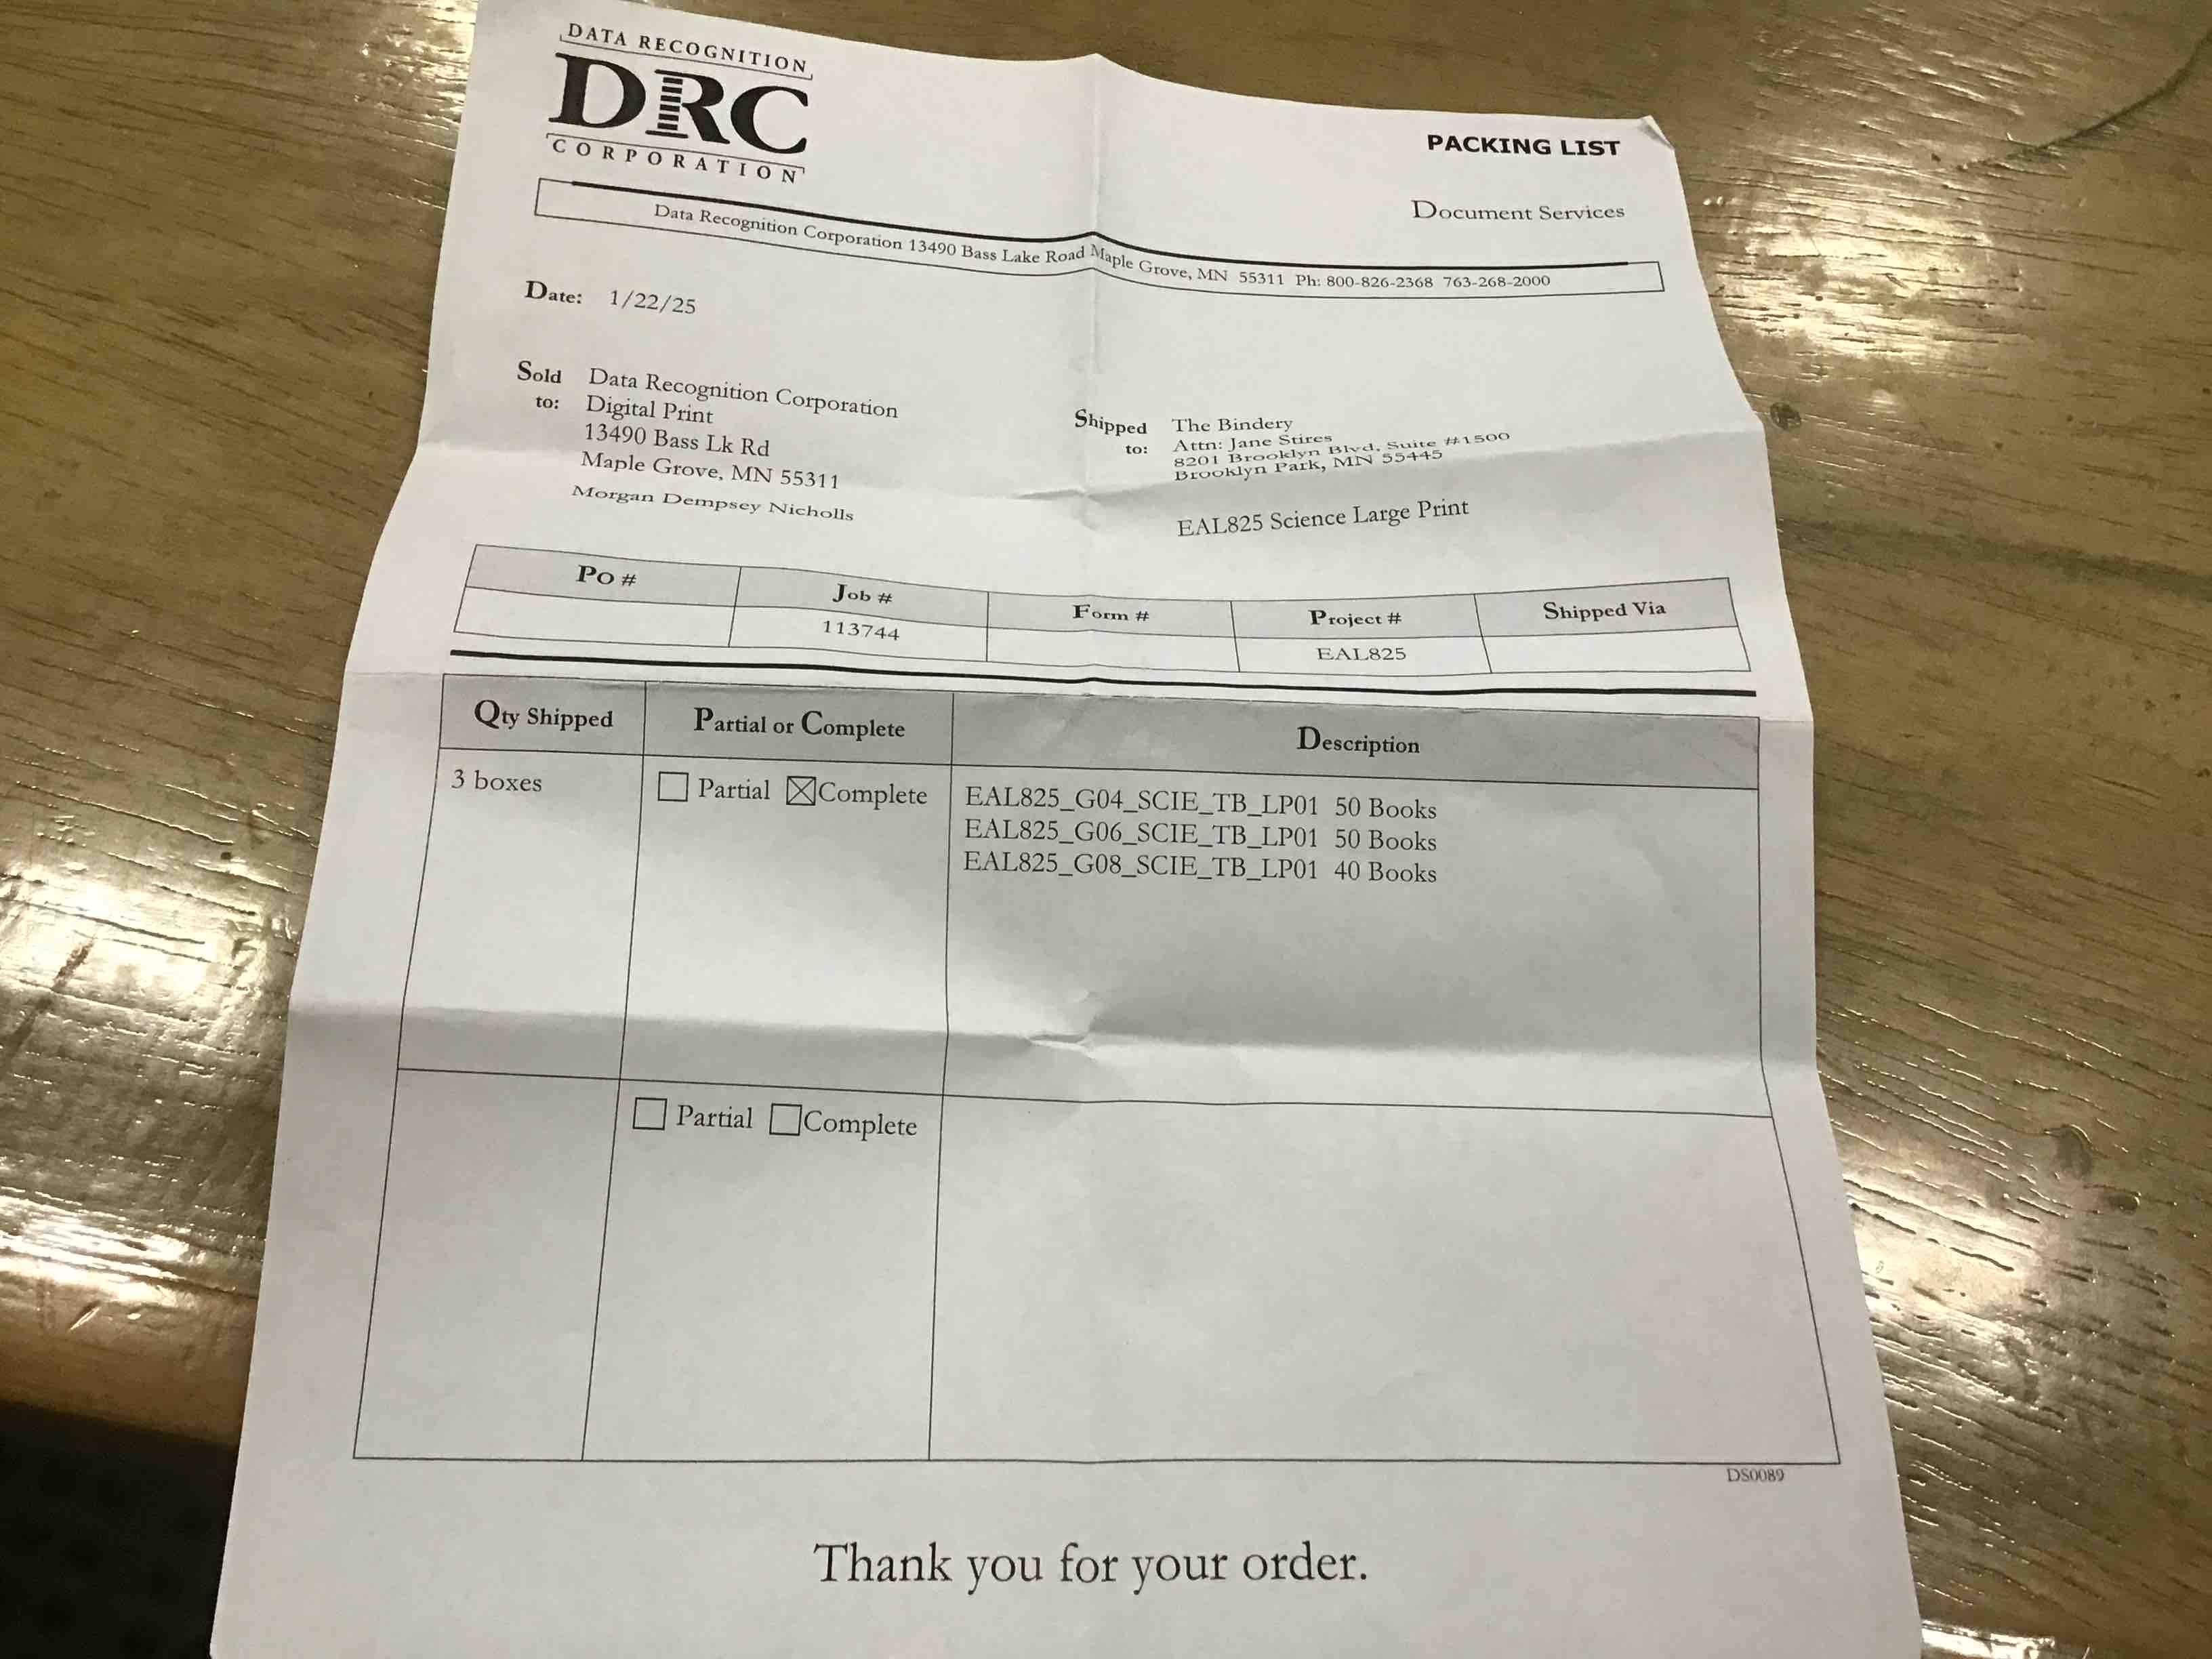 DATA RECOGNITION
DRC
CORPORATION
PACKING LIST
Document Services
Data Recognition Corporation 13490 Bass Lake Road Maple Grove, MN 55311 Ph: 800-826-2368 763-268-2000
Date: 1/22/25
Sold to:
Data Recognition Corporation
Digital Print
13490 Bass Lk Rd
Maple Grove, MN 55311
Morgan Dempsey Nicholls
Shipped to:
The Bindery
Attn: Jane Stires
8201 Brooklyn Blvd, Suite #1500
Brooklyn Park, MN 55445
EAL825 Science Large Print
Po # Job # Form # Project # Shipped Via
113744 EAL825
Qty Shipped Partial or Complete Description
3 boxes Partial Complete EAL825_G04_SCIE_TB_LP01 50 Books
EAL825_G06_SCIE_TB_LP01 50 Books
EAL825_G08_SCIE_TB_LP01 40 Books
Partial Complete
DS0089
Thank you for your order.